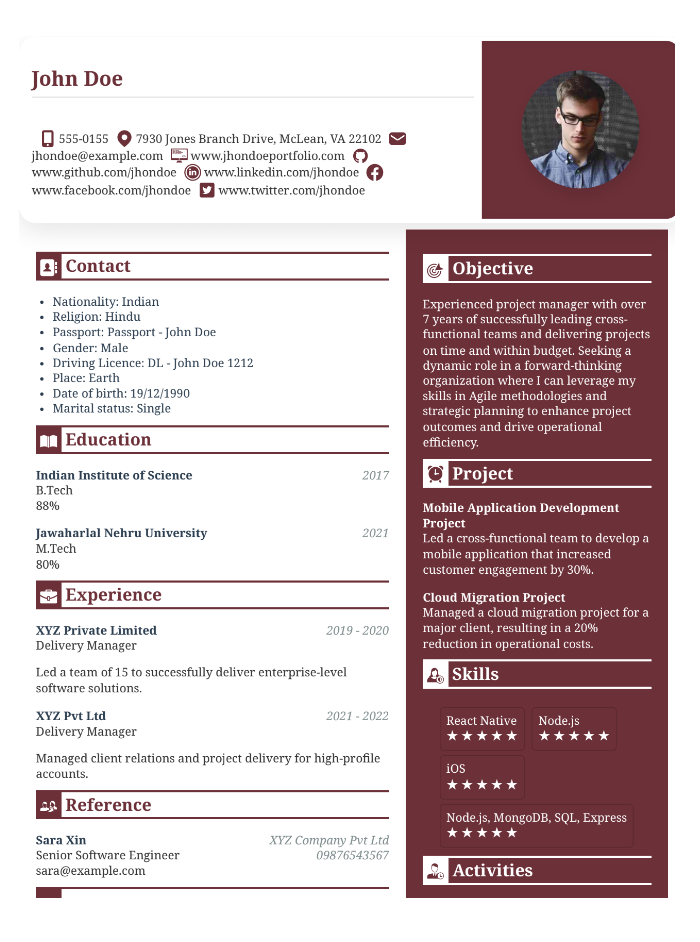 John Doe
555-0155 7930 Jones Branch Drive, McLean, VA 22102
jhondoe@example.com www.jhondoeportfolio.com
www.github.com/jhondoe www.linkedin.com/jhondoe
www.facebook.com/jhondoe www.twitter.com/jhondoe
Contact
• Nationality: Indian
• Religion: Hindu
• Passport: Passport - John Doe
• Gender: Male
• Driving Licence: DL - John Doe 1212
• Place: Earth
• Date of birth: 19/12/1990
• Marital status: Single
Education
Indian Institute of Science 2017
B.Tech
88%
Jawaharlal Nehru University 2021
M.Tech
80%
Experience
XYZ Private Limited 2019 - 2020
Delivery Manager
Led a team of 15 to successfully deliver enterprise-level
software solutions.
XYZ Pvt Ltd 2021 - 2022
Delivery Manager
Managed client relations and project delivery for high-profile
accounts.
Reference
Sara Xin XYZ Company Pvt Ltd
Senior Software Engineer 09876543567
sara@example.com
Objective
Experienced project manager with over
7 years of successfully leading cross-
functional teams and delivering projects
on time and within budget. Seeking a
dynamic role in a forward-thinking
organization where I can leverage my
skills in Agile methodologies and
strategic planning to enhance project
outcomes and drive operational
efficiency.
Project
Mobile Application Development
Project
Led a cross-functional team to develop a
mobile application that increased
customer engagement by 30%.
Cloud Migration Project
Managed a cloud migration project for a
major client, resulting in a 20%
reduction in operational costs.
Skills
React Native Node.js
★★★★★ ★★★★★
iOS
★★★★★
Node.js, MongoDB, SQL, Express
★★★★★
Activities